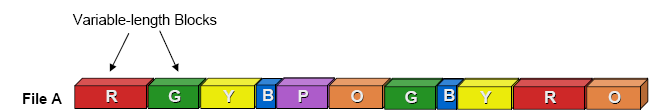 Variable-length Blocks
File A R G Y B P O G B Y R O